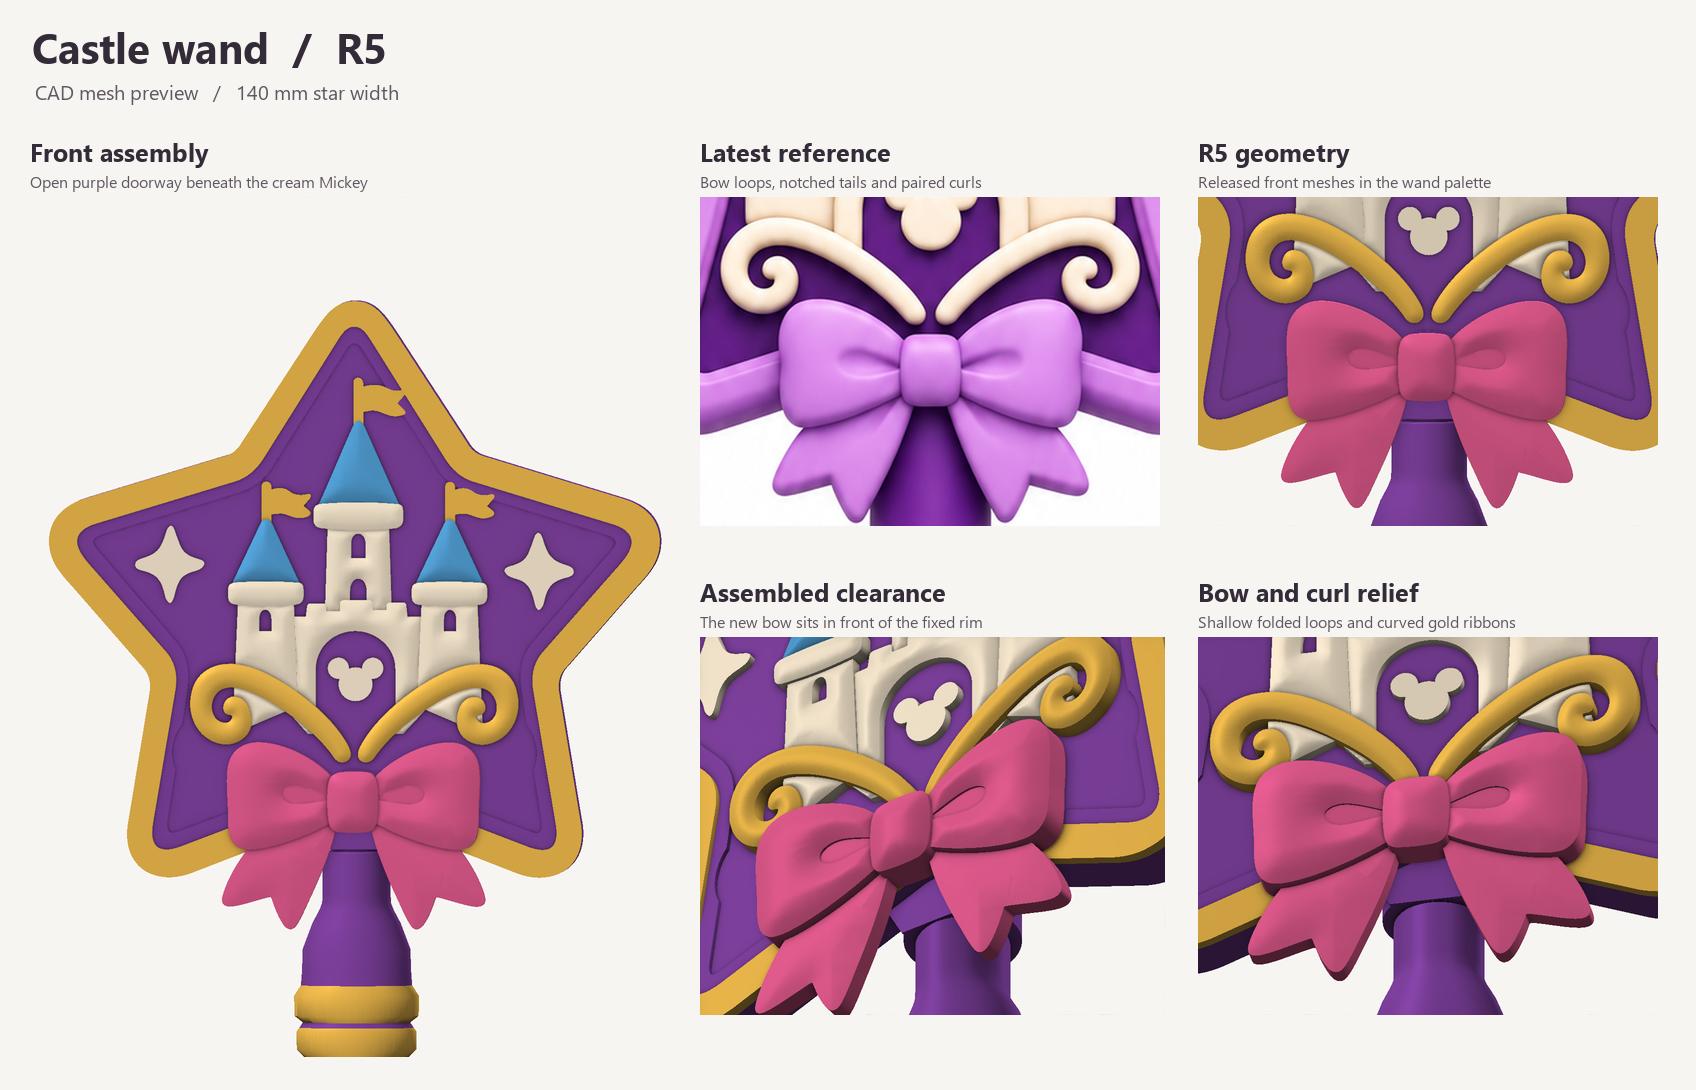 Castle wand / R5
CAD mesh preview / 140 mm star width
Front assembly
Open purple doorway beneath the cream Mickey
Latest reference
Bow loops, notched tails and paired curls
R5 geometry
Released front meshes in the wand palette
Assembled clearance
The new bow sits in front of the fixed rim
Bow and curl relief
Shallow folded loops and curved gold ribbons